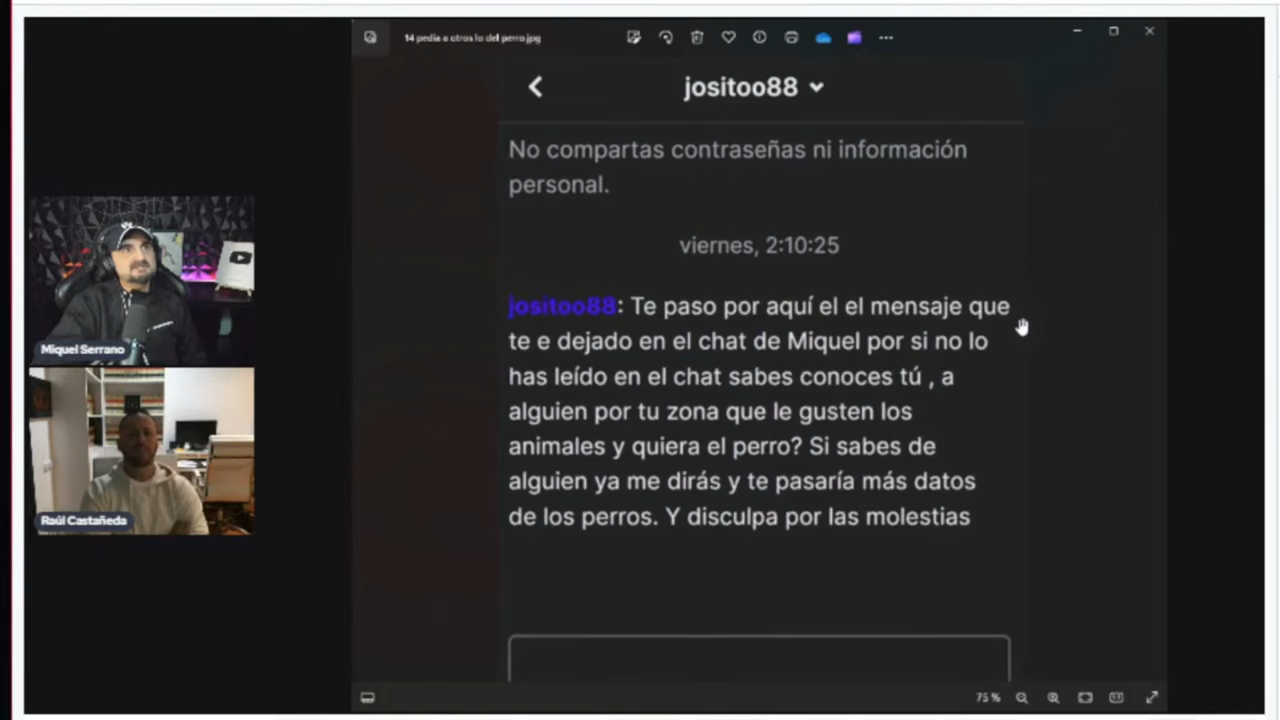 14 pedia a otros lo del perro.jpg
jositoo88
No compartas contraseñas ni información
personal.
viernes, 2:10:25
jositoo88: Te paso por aquí el el mensaje que
te e dejado en el chat de Miquel por si no lo
has leído en el chat sabes conoces tú , a
alguien por tu zona que le gusten los
animales y quiera el perro? Si sabes de
alguien ya me dirás y te pasaría más datos
de los perros. Y disculpa por las molestias
Miquel Serrano
Raúl Castañeda
75 %